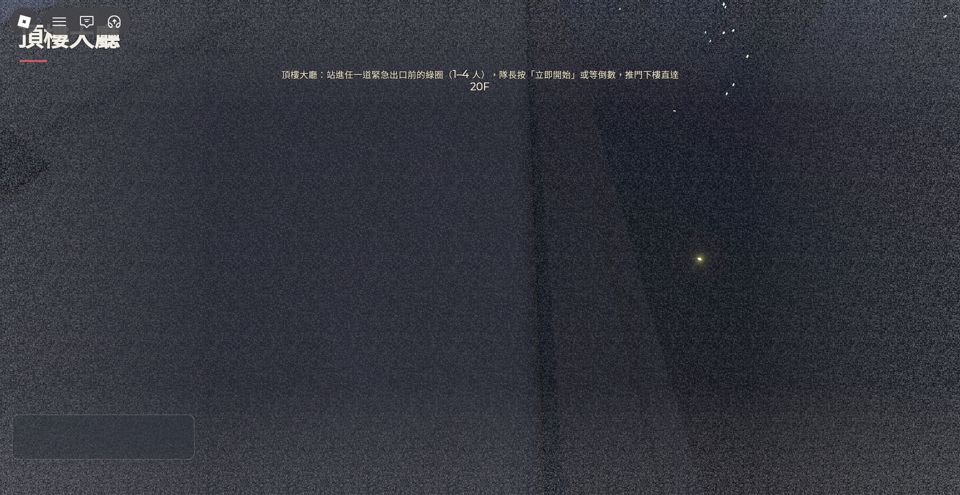 頂樓大廳
頂樓大廳：站進任一道緊急出口前的綠圈（1–4 人），隊長按「立即開始」或等倒數，推門下樓直達
20F